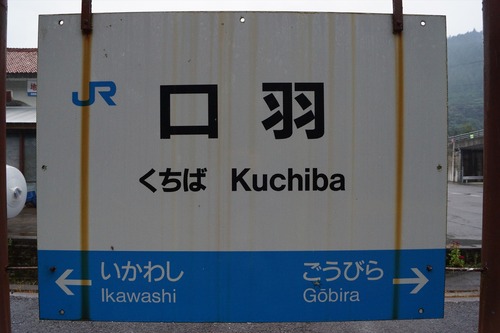 JR
口羽
くちば Kuchiba
いかわし ごうびら
← Ikawashi Gōbira →